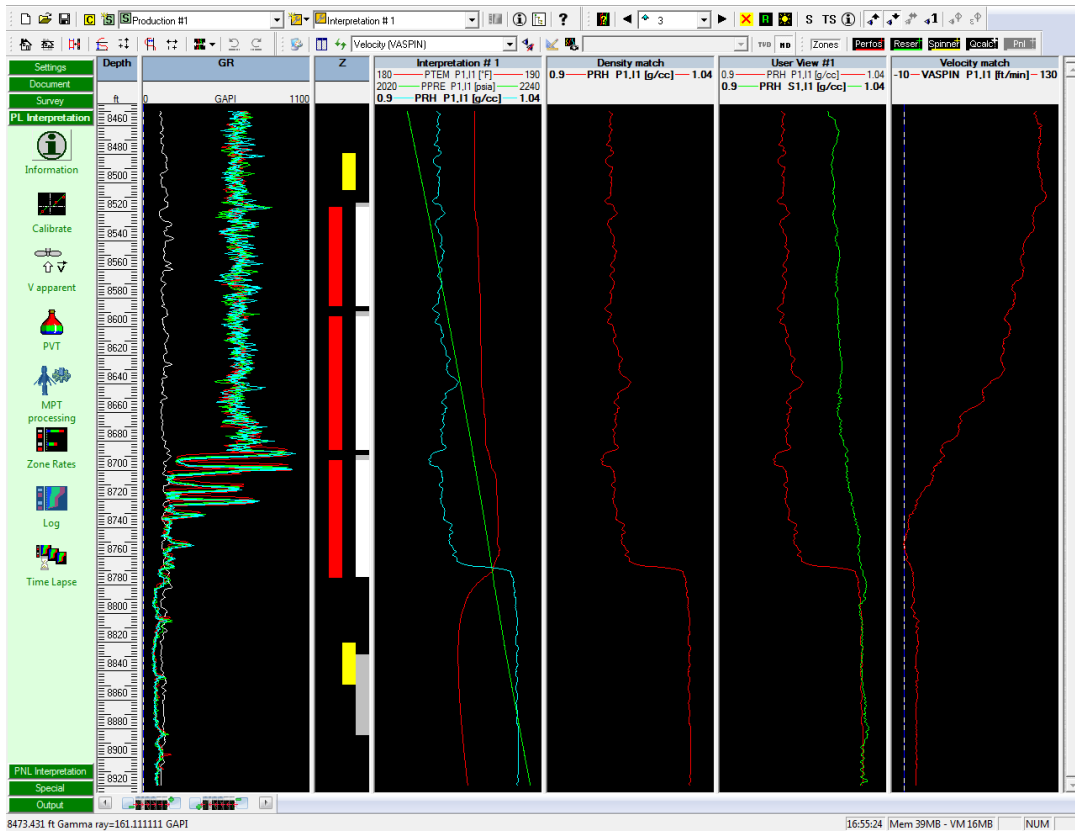 Production #1
Interpretation # 1
3
S TS
1
Velocity (VASPIN)
TVD MD
Zones
Perfos
Reser!
Spinner
Qcalc
Pnl
Settings
Document
Survey
PL Interpretation
Information
Calibrate
V apparent
PVT
MPT
processing
Zone Rates
Log
Time Lapse
PNL Interpretation
Special
Output
Depth
ft
8460
8480
8500
8520
8540
8560
8580
8600
8620
8640
8660
8680
8700
8720
8740
8760
8780
8800
8820
8840
8860
8880
8900
8920
GR
0 GAPI 1100
Z
Interpretation # 1
180 PTEM P1,I1 [°F] 190
2020 PPRE P1,I1 [psia] 2240
0.9 PRH P1,I1 [g/cc] 1.04
Density match
0.9 PRH P1,I1 [g/cc] 1.04
User View #1
0.9 PRH P1,I1 [g/cc] 1.04
0.9 PRH S1,I1 [g/cc] 1.04
Velocity match
-10 VASPIN P1,I1 [ft/min] 130
8473.431 ft Gamma ray=161.111111 GAPI
16:55:24 Mem 39MB - VM 16MB NUM